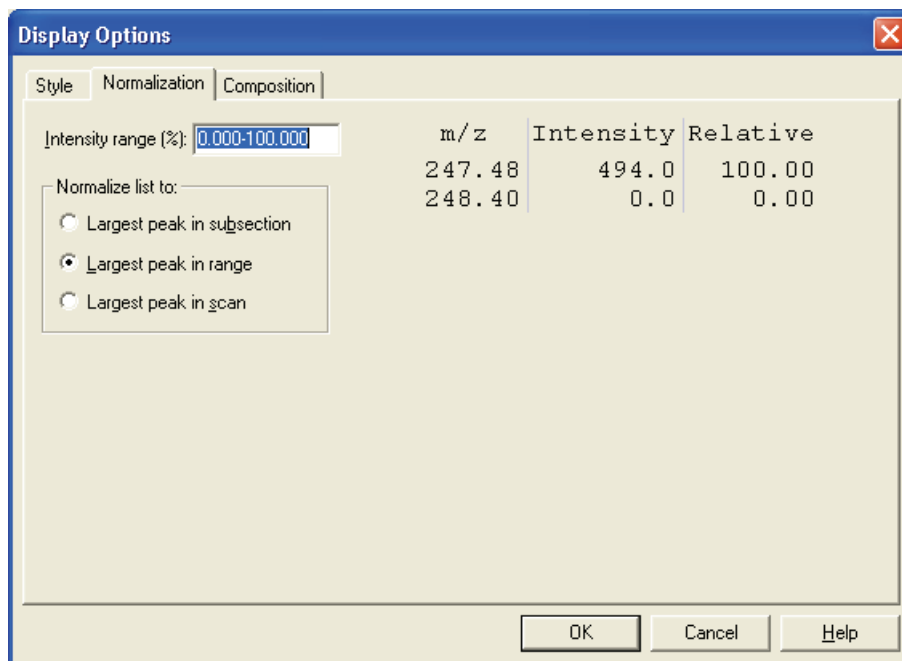 Display Options
Style Normalization Composition
Intensity range (%): 0.000-100.000
Normalize list to:
Largest peak in subsection
Largest peak in range
Largest peak in scan
m/z Intensity Relative
247.48 494.0 100.00
248.40 0.0 0.00
OK Cancel Help